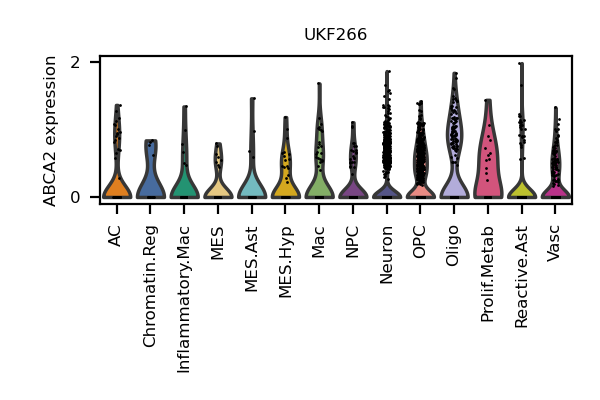 UKF266
ABCA2 expression
2
0
AC
Chromatin.Reg
Inflammatory.Mac
MES
MES.Ast
MES.Hyp
Mac
NPC
Neuron
OPC
Oligo
Prolif.Metab
Reactive.Ast
Vasc